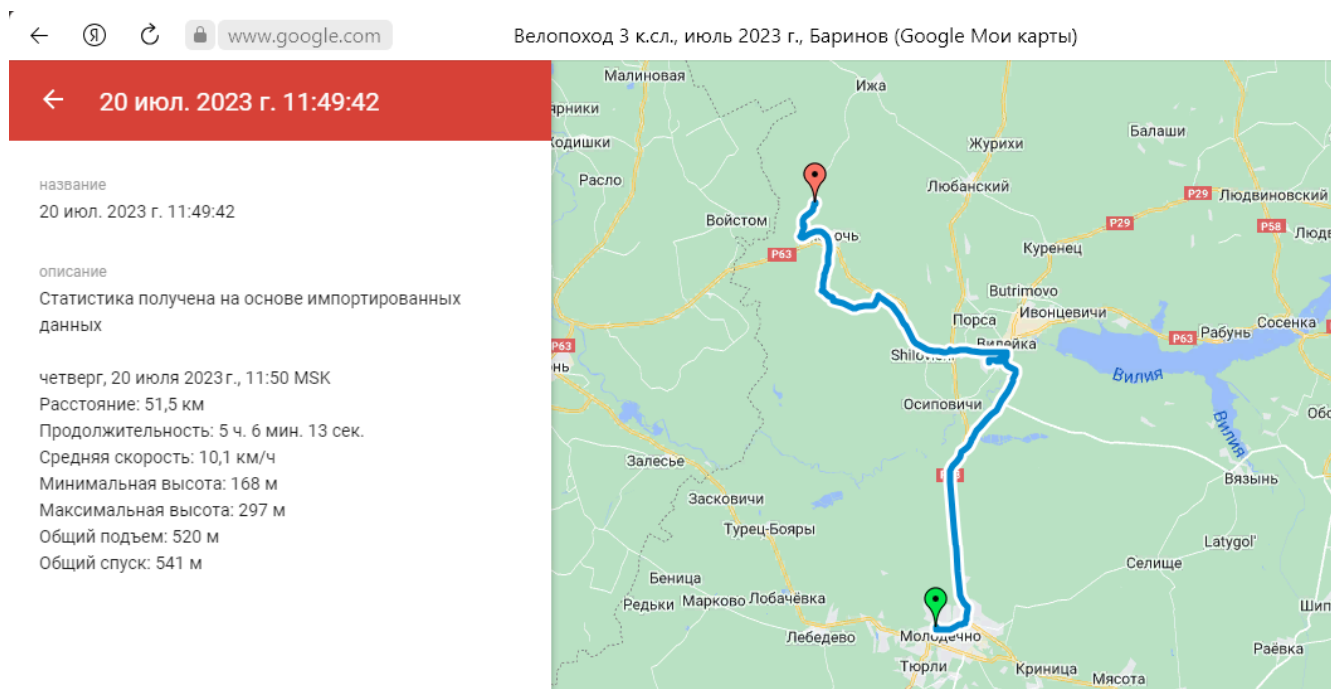 www.google.com
Велопоход 3 к.сл., июль 2023 г., Баринов (Google Мои карты)
20 июл. 2023 г. 11:49:42
название
20 июл. 2023 г. 11:49:42
описание
Статистика получена на основе импортированных
данных
четверг, 20 июля 2023 г., 11:50 MSK
Расстояние: 51,5 км
Продолжительность: 5 ч. 6 мин. 13 сек.
Средняя скорость: 10,1 км/ч
Минимальная высота: 168 м
Максимальная высота: 297 м
Общий подъем: 520 м
Общий спуск: 541 м
Малиновая
Ижа
Балаши
Журихи
Расло
Любанский
P29 Людвиновский
Войстом
P29
P58
P63
Куренец
Butrimovo
Порса
Ивонцевичи
P63
Рабунь
Сосенка
Вилейка
P63
Вилия
Осиповичи
Вилия
Залесье
Вязынь
Засковичи
Турец-Бояры
Latygol'
Селище
Беница
Редьки
Марково
Лобачёвка
Лебедево
Молодечно
Раёвка
Тюрли
Криница
Мясота